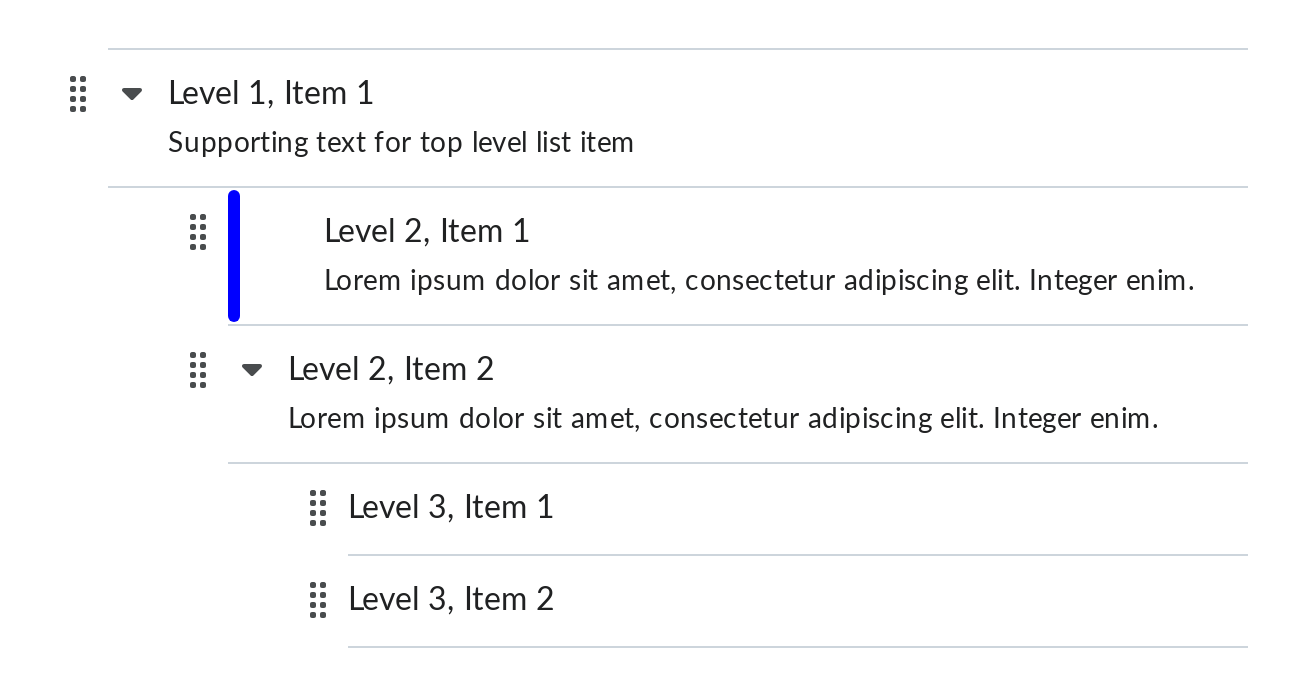 Level 1, Item 1
Supporting text for top level list item
Level 2, Item 1
Lorem ipsum dolor sit amet, consectetur adipiscing elit. Integer enim.
Level 2, Item 2
Lorem ipsum dolor sit amet, consectetur adipiscing elit. Integer enim.
Level 3, Item 1
Level 3, Item 2